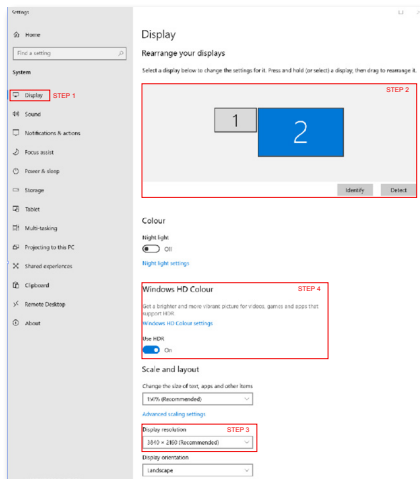 Settings
Home
Find a setting
System
Display
STEP 1
Sound
Notifications & actions
Focus assist
Power & sleep
Storage
Tablet
Multi-tasking
Projecting to this PC
Shared experiences
Clipboard
Remote Desktop
About
Display
Rearrange your displays
Select a display below to change the settings for it. Press and hold (or select) a display, then drag to rearrange it.
STEP 2
1
2
Identify
Detect
Colour
Night light
Off
Night light settings
Windows HD Colour
STEP 4
Get a brighter and more vibrant picture for videos, games and apps that
support HDR.
Windows HD Colour settings
Use HDR
On
Scale and layout
Change the size of text, apps and other items
(Recommended)
Advanced scaling settings
Display resolution
STEP 3
3840 × 2160 (Recommended)
Display orientation
Landscape